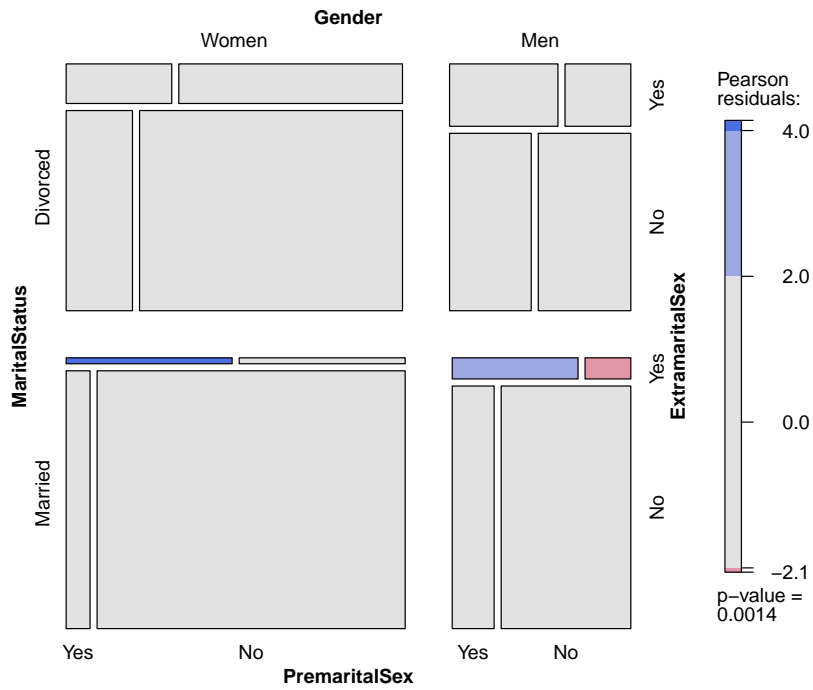 Gender
Women Men
MaritalStatus
Divorced
Married
Yes
No
Yes
No
ExtramaritalSex
Yes No Yes No
PremaritalSex
Pearson
residuals:
4.0
2.0
0.0
−2.1
p−value =
0.0014